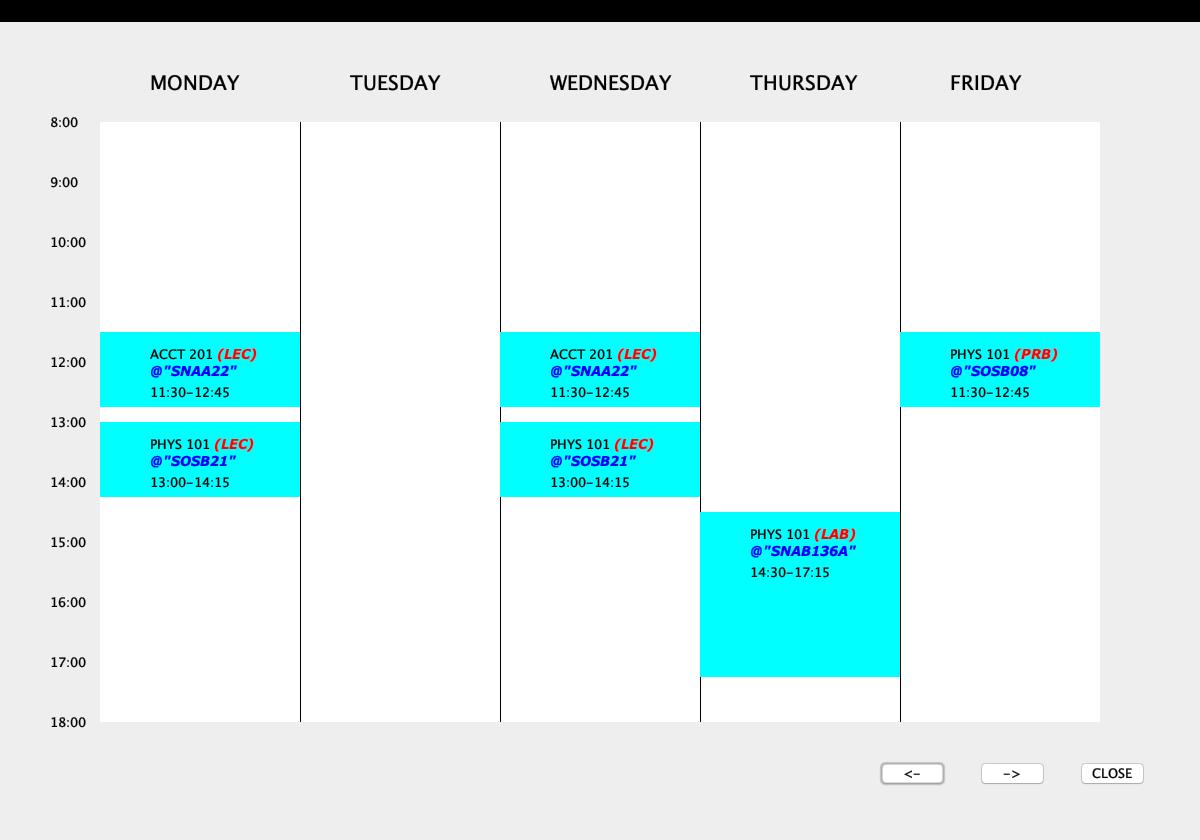 MONDAY TUESDAY WEDNESDAY THURSDAY FRIDAY
8:00
9:00
10:00
11:00
12:00
13:00
14:00
15:00
16:00
17:00
18:00
ACCT 201 (LEC)
@"SNAA22"
11:30-12:45
PHYS 101 (LEC)
@"SOSB21"
13:00-14:15
ACCT 201 (LEC)
@"SNAA22"
11:30-12:45
PHYS 101 (LEC)
@"SOSB21"
13:00-14:15
PHYS 101 (LAB)
@"SNAB136A"
14:30-17:15
PHYS 101 (PRB)
@"SOSB08"
11:30-12:45
<- -> CLOSE